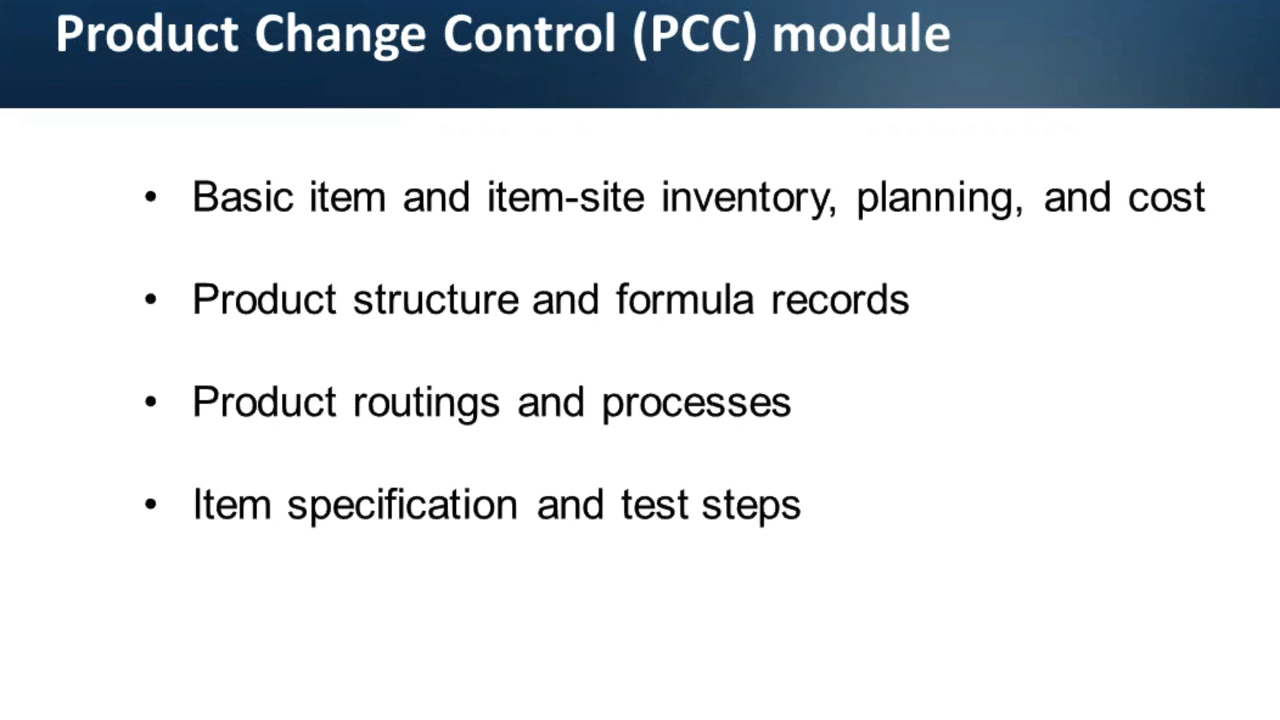 Product Change Control (PCC) module
• Basic item and item-site inventory, planning, and cost
• Product structure and formula records
• Product routings and processes
• Item specification and test steps